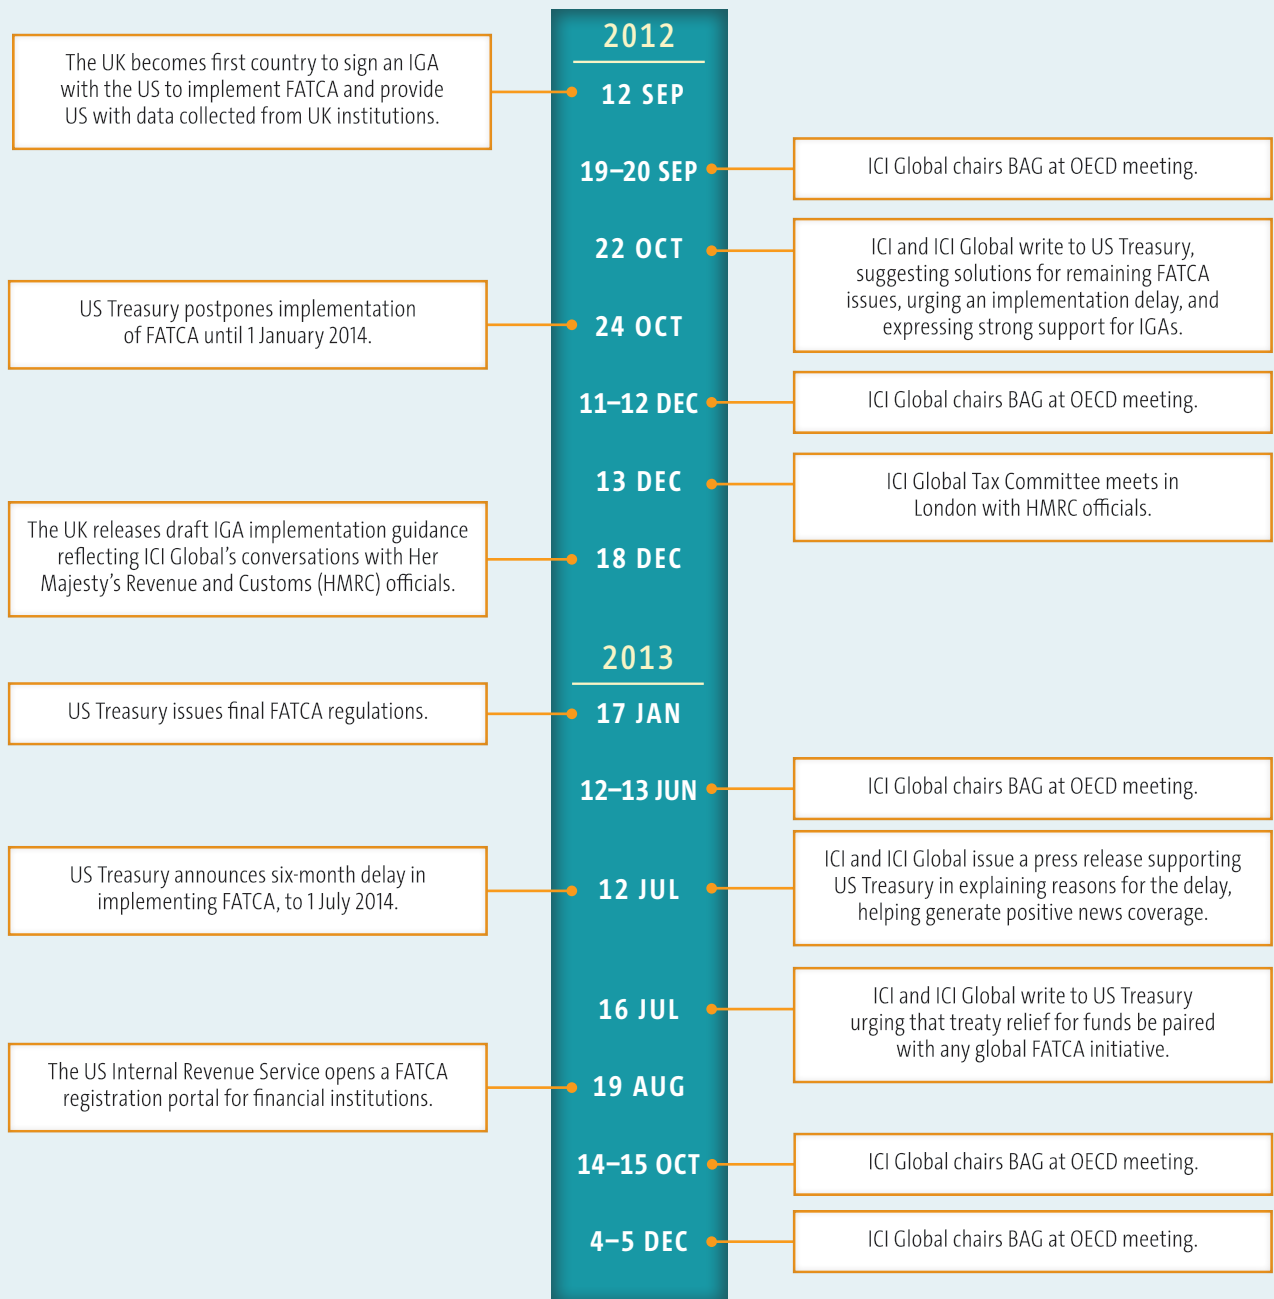 2012
The UK becomes first country to sign an IGA
with the US to implement FATCA and provide
US with data collected from UK institutions.
12 SEP
19–20 SEP
ICI Global chairs BAG at OECD meeting.
22 OCT
ICI and ICI Global write to US Treasury,
suggesting solutions for remaining FATCA
issues, urging an implementation delay, and
expressing strong support for IGAs.
US Treasury postpones implementation
of FATCA until 1 January 2014.
24 OCT
11–12 DEC
ICI Global chairs BAG at OECD meeting.
13 DEC
ICI Global Tax Committee meets in
London with HMRC officials.
The UK releases draft IGA implementation guidance
reflecting ICI Global’s conversations with Her
Majesty’s Revenue and Customs (HMRC) officials.
18 DEC
2013
US Treasury issues final FATCA regulations.
17 JAN
12–13 JUN
ICI Global chairs BAG at OECD meeting.
US Treasury announces six-month delay in
implementing FATCA, to 1 July 2014.
12 JUL
ICI and ICI Global issue a press release supporting
US Treasury in explaining reasons for the delay,
helping generate positive news coverage.
16 JUL
ICI and ICI Global write to US Treasury
urging that treaty relief for funds be paired
with any global FATCA initiative.
The US Internal Revenue Service opens a FATCA
registration portal for financial institutions.
19 AUG
14–15 OCT
ICI Global chairs BAG at OECD meeting.
4–5 DEC
ICI Global chairs BAG at OECD meeting.